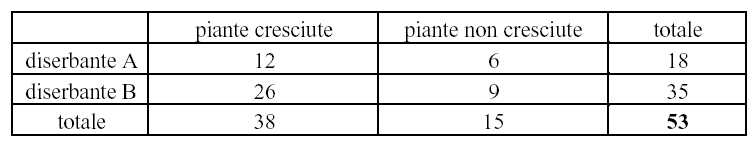 piante cresciute piante non cresciute totale
diserbante A 12 6 18
diserbante B 26 9 35
totale 38 15 53